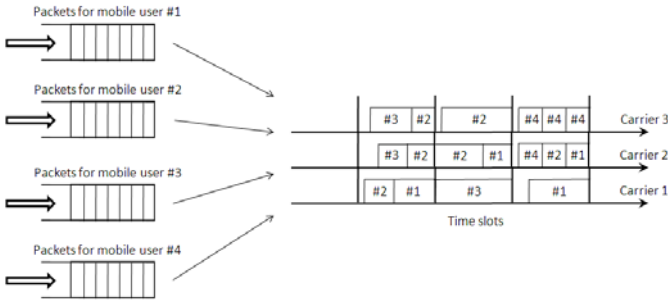 Packets for mobile user #1
Packets for mobile user #2
Packets for mobile user #3
Packets for mobile user #4
#3 #2 #2 #4 #4 #4 Carrier 3
#3 #2 #2 #1 #4 #2 #1 Carrier 2
#2 #1 #3 #1 Carrier 1
Time slots